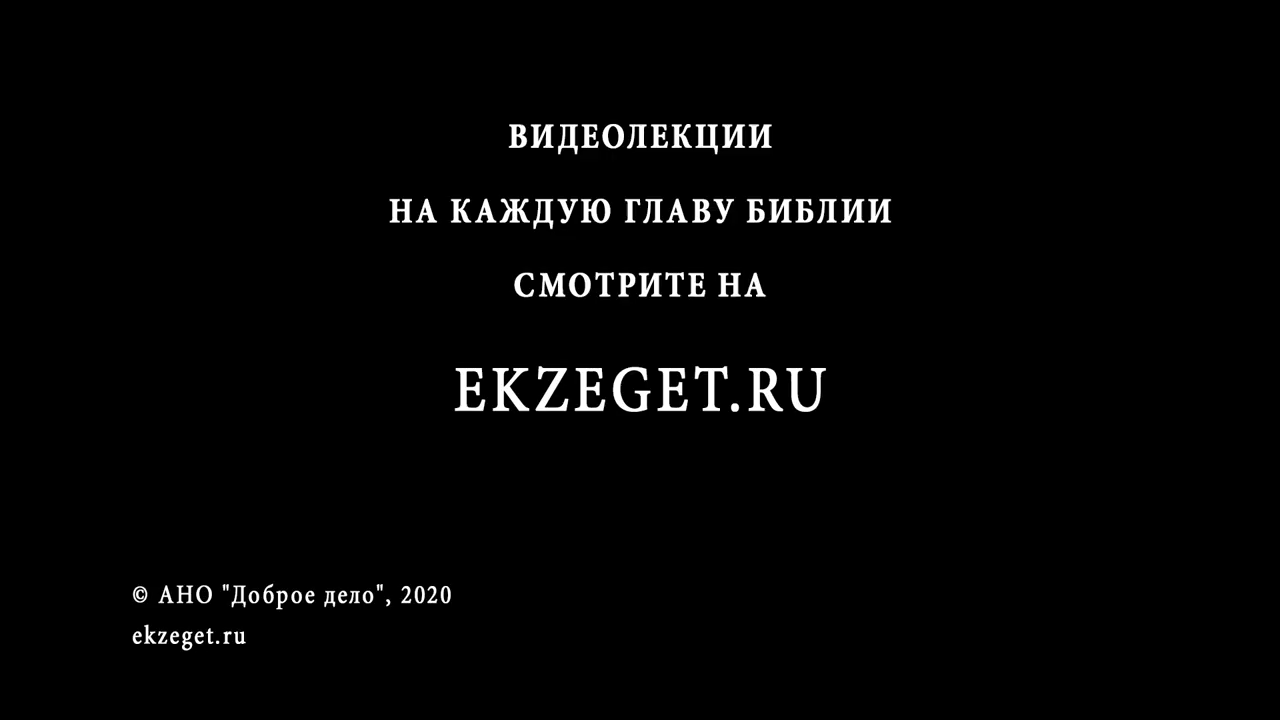 ВИДЕОЛЕКЦИИ
НА КАЖДУЮ ГЛАВУ БИБЛИИ
СМОТРИТЕ НА
EKZEGET.RU
© АНО "Доброе дело", 2020
ekzeget.ru